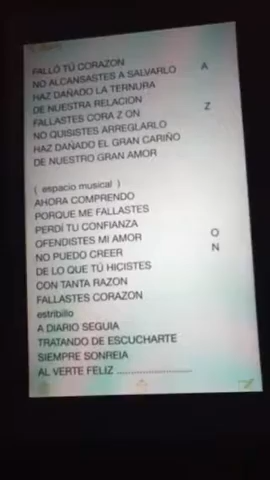 FALLÓ TÚ CORAZON
NO ALCANSASTES A SALVARLO A
HAZ DAÑADO LA TERNURA
DE NUESTRA RELACION
FALLASTES CORA Z ON Z
NO QUISISTES ARREGLARLO
HAZ DAÑADO EL GRAN CARIÑO
DE NUESTRO GRAN AMOR
( espacio musical )
AHORA COMPRENDO
PORQUE ME FALLASTES
PERDÍ TU CONFIANZA
OFENDISTES MI AMOR O
NO PUEDO CREER N
DE LO QUE TÚ HICISTES
CON TANTA RAZON
FALLASTES CORAZON
estribillo
A DIARIO SEGUIA
TRATANDO DE ESCUCHARTE
SIEMPRE SONREIA
AL VERTE FELIZ ........................